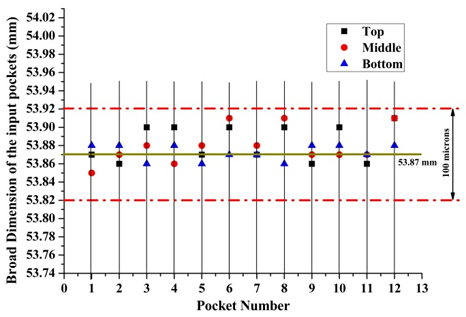 54.02
54.00
53.98
53.96
53.94
53.92
53.90
53.88
53.86
53.84
53.82
53.80
53.78
53.76
53.74
Broad Dimension of the input pockets (mm)
Top
Middle
Bottom
53.87 mm
100 microns
0 1 2 3 4 5 6 7 8 9 10 11 12 13
Pocket Number